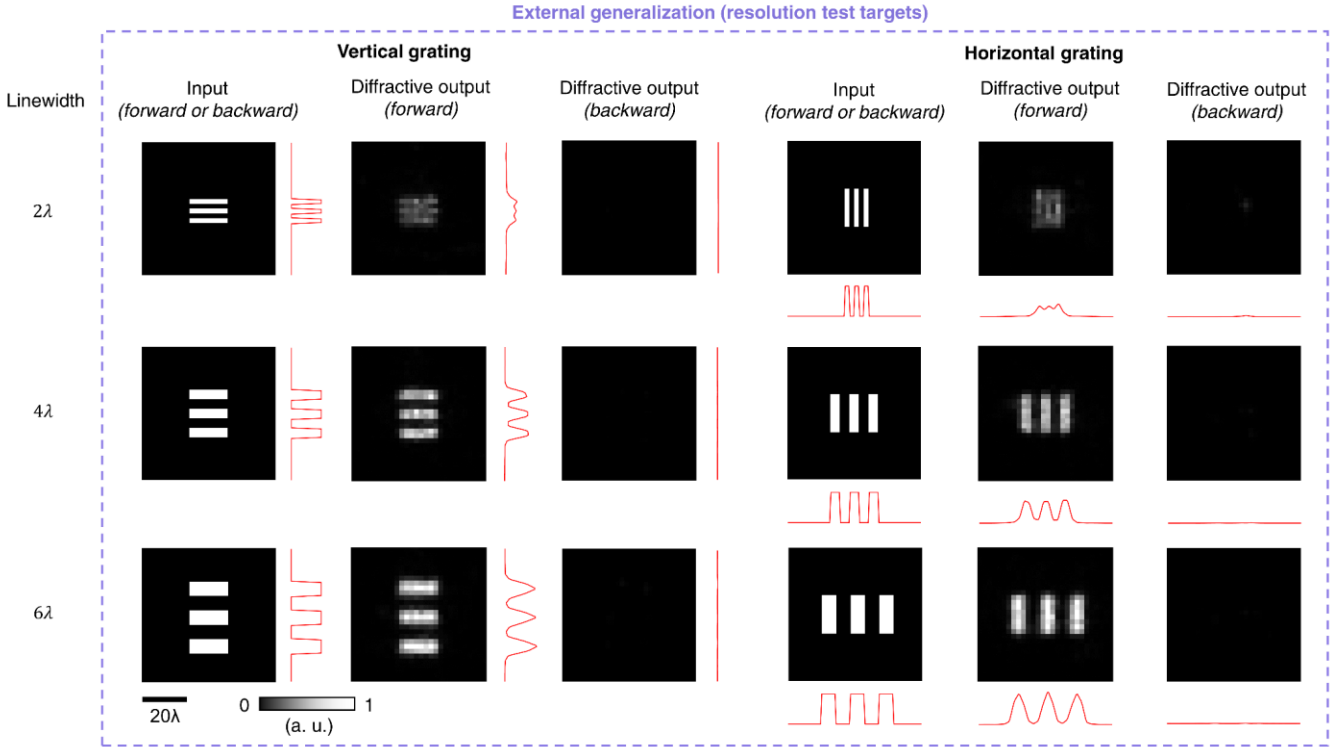 External generalization (resolution test targets)
Vertical grating
Horizontal grating
Linewidth
Input
(forward or backward)
Diffractive output
(forward)
Diffractive output
(backward)
Input
(forward or backward)
Diffractive output
(forward)
Diffractive output
(backward)
2λ
4λ
6λ
20λ
0
1
(a. u.)